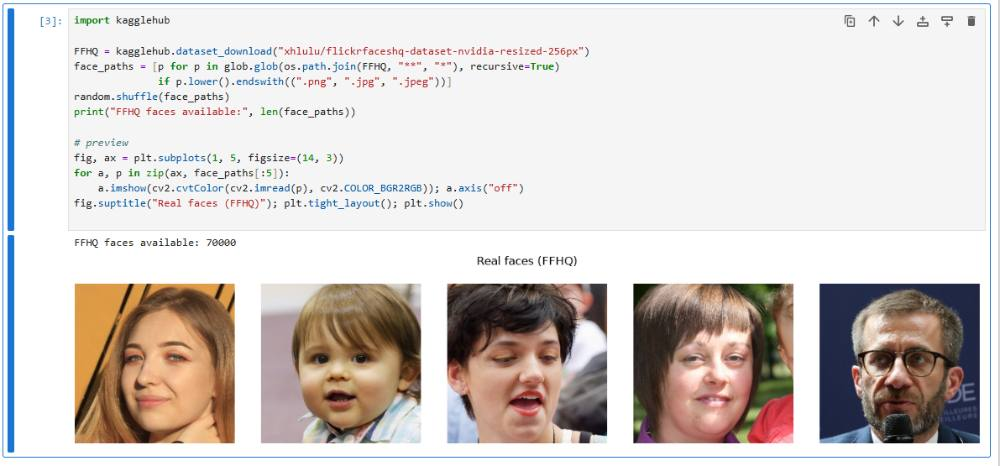 [3]:
import kagglehub
FFHQ = kagglehub.dataset_download("xhlulu/flickrfaceshq-dataset-nvidia-resized-256px")
face_paths = [p for p in glob.glob(os.path.join(FFHQ, "**", "*"), recursive=True)
              if p.lower().endswith((".png", ".jpg", ".jpeg"))]
random.shuffle(face_paths)
print("FFHQ faces available:", len(face_paths))
# preview
fig, ax = plt.subplots(1, 5, figsize=(14, 3))
for a, p in zip(ax, face_paths[:5]):
    a.imshow(cv2.cvtColor(cv2.imread(p), cv2.COLOR_BGR2RGB)); a.axis("off")
fig.suptitle("Real faces (FFHQ)"); plt.tight_layout(); plt.show()
FFHQ faces available: 70000
Real faces (FFHQ)
DE
EILLEURES
EILLEURE